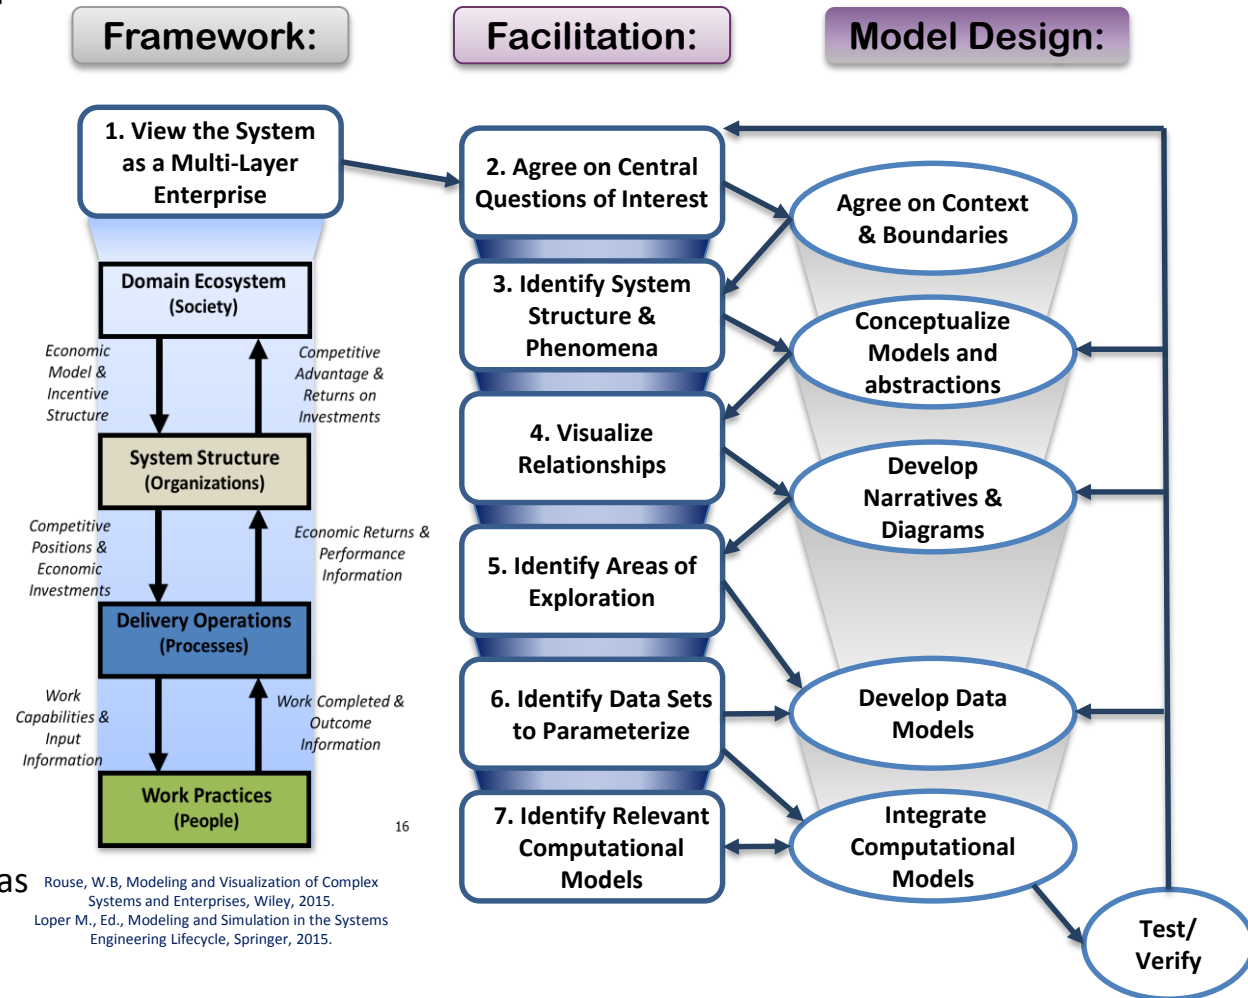 Framework:
Facilitation:
Model Design:
1. View the System
as a Multi-Layer
Enterprise
Domain Ecosystem
(Society)
Economic
Model &
Incentive
Structure
Competitive
Advantage &
Returns on
Investments
System Structure
(Organizations)
Competitive
Positions &
Economic
Investments
Economic Returns &
Performance
Information
Delivery Operations
(Processes)
Work
Capabilities &
Input
Information
Work Completed &
Outcome
Information
Work Practices
(People)
16
as
Rouse, W.B, Modeling and Visualization of Complex
Systems and Enterprises, Wiley, 2015.
Loper M., Ed., Modeling and Simulation in the Systems
Engineering Lifecycle, Springer, 2015.
2. Agree on Central
Questions of Interest
3. Identify System
Structure &
Phenomena
4. Visualize
Relationships
5. Identify Areas of
Exploration
6. Identify Data Sets
to Parameterize
7. Identify Relevant
Computational
Models
Agree on Context
& Boundaries
Conceptualize
Models and
abstractions
Develop
Narratives &
Diagrams
Develop Data
Models
Integrate
Computational
Models
Test/
Verify